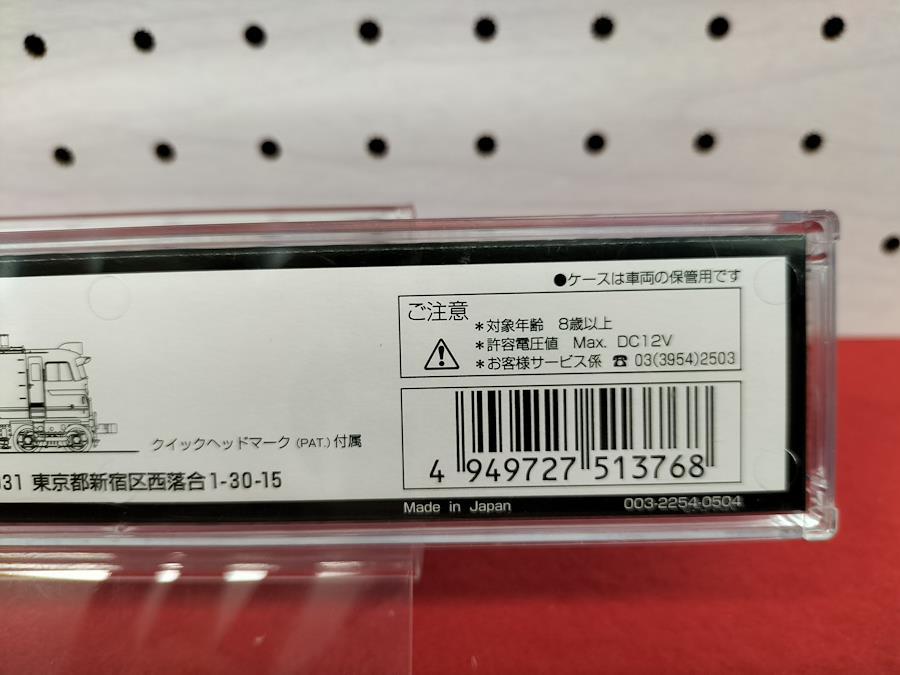 ●ケースは車両の保管用です
ご注意
＊対象年齢 8歳以上
＊許容電圧値 Max. DC12V
＊お客様サービス係 ☎ 03(3954)2503
クイックヘッドマーク (PAT.) 付属
31 東京都新宿区西落合1-30-15
4 949727 513768
Made in Japan
003-2254-0504